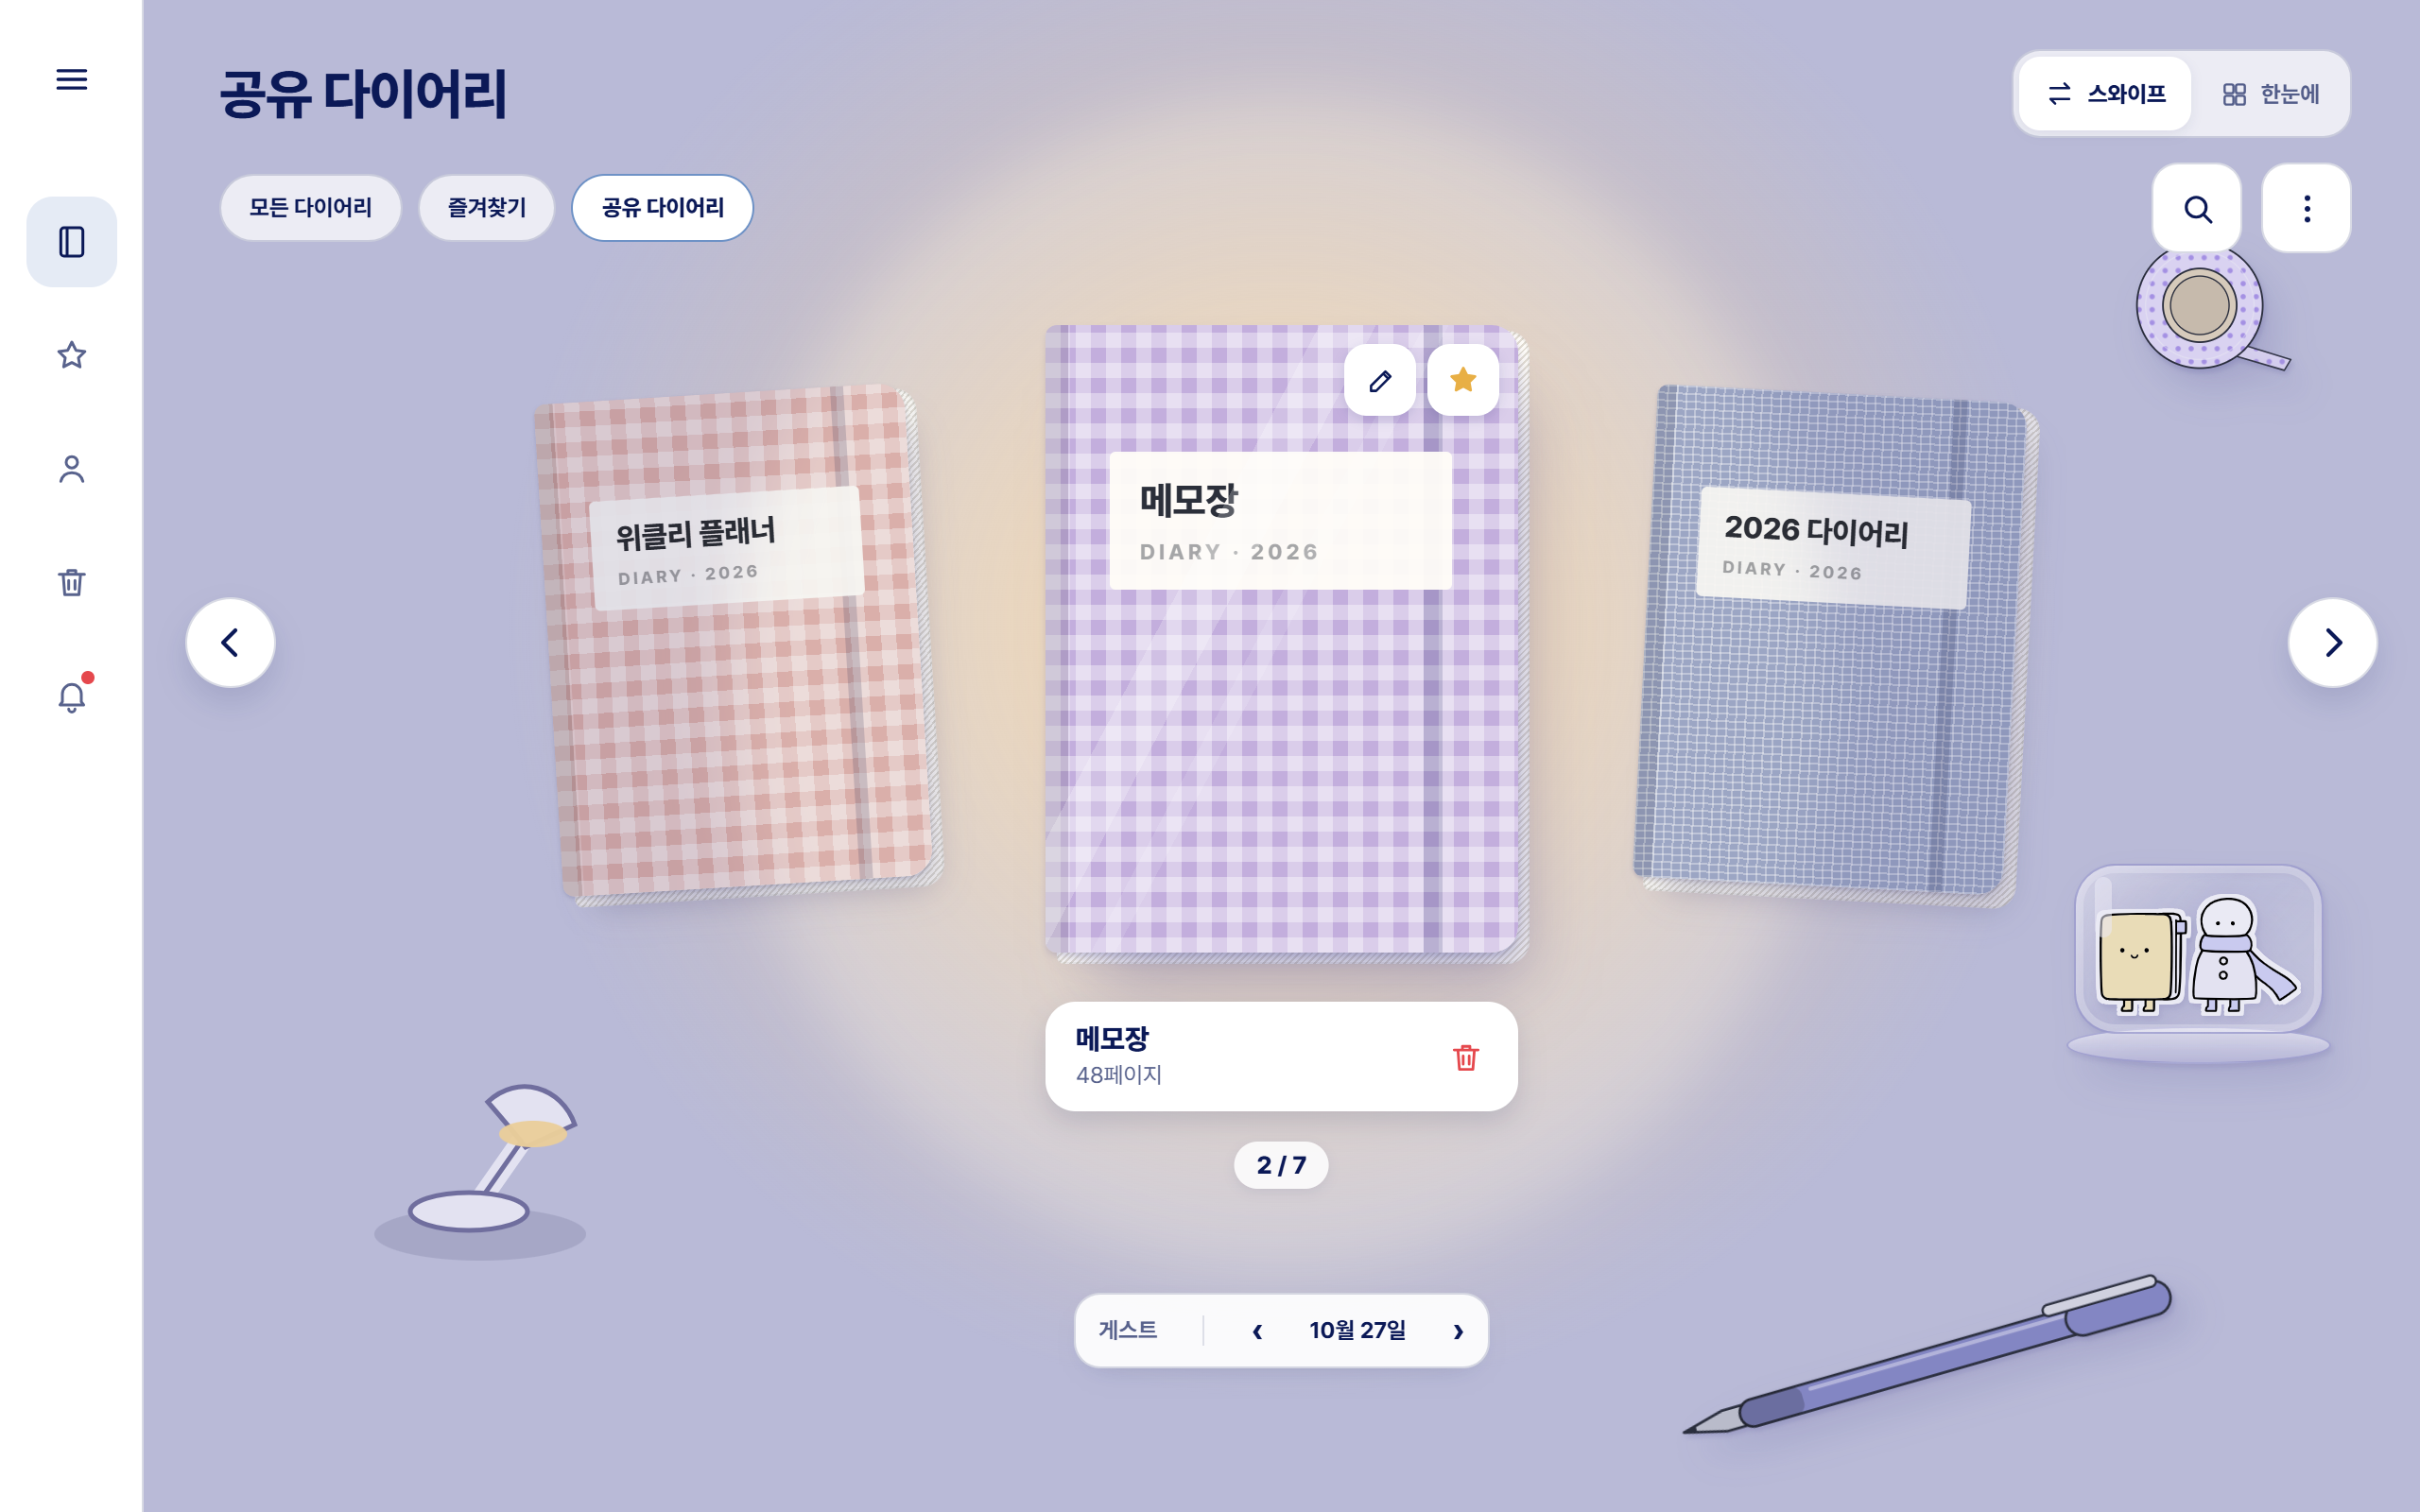 공유 다이어리
스와이프
한눈에
모든 다이어리
즐겨찾기
공유 다이어리
위클리 플래너
DIARY · 2026
메모장
DIARY · 2026
2026 다이어리
DIARY · 2026
메모장
48페이지
2 / 7
게스트
‹ 10월 27일 ›